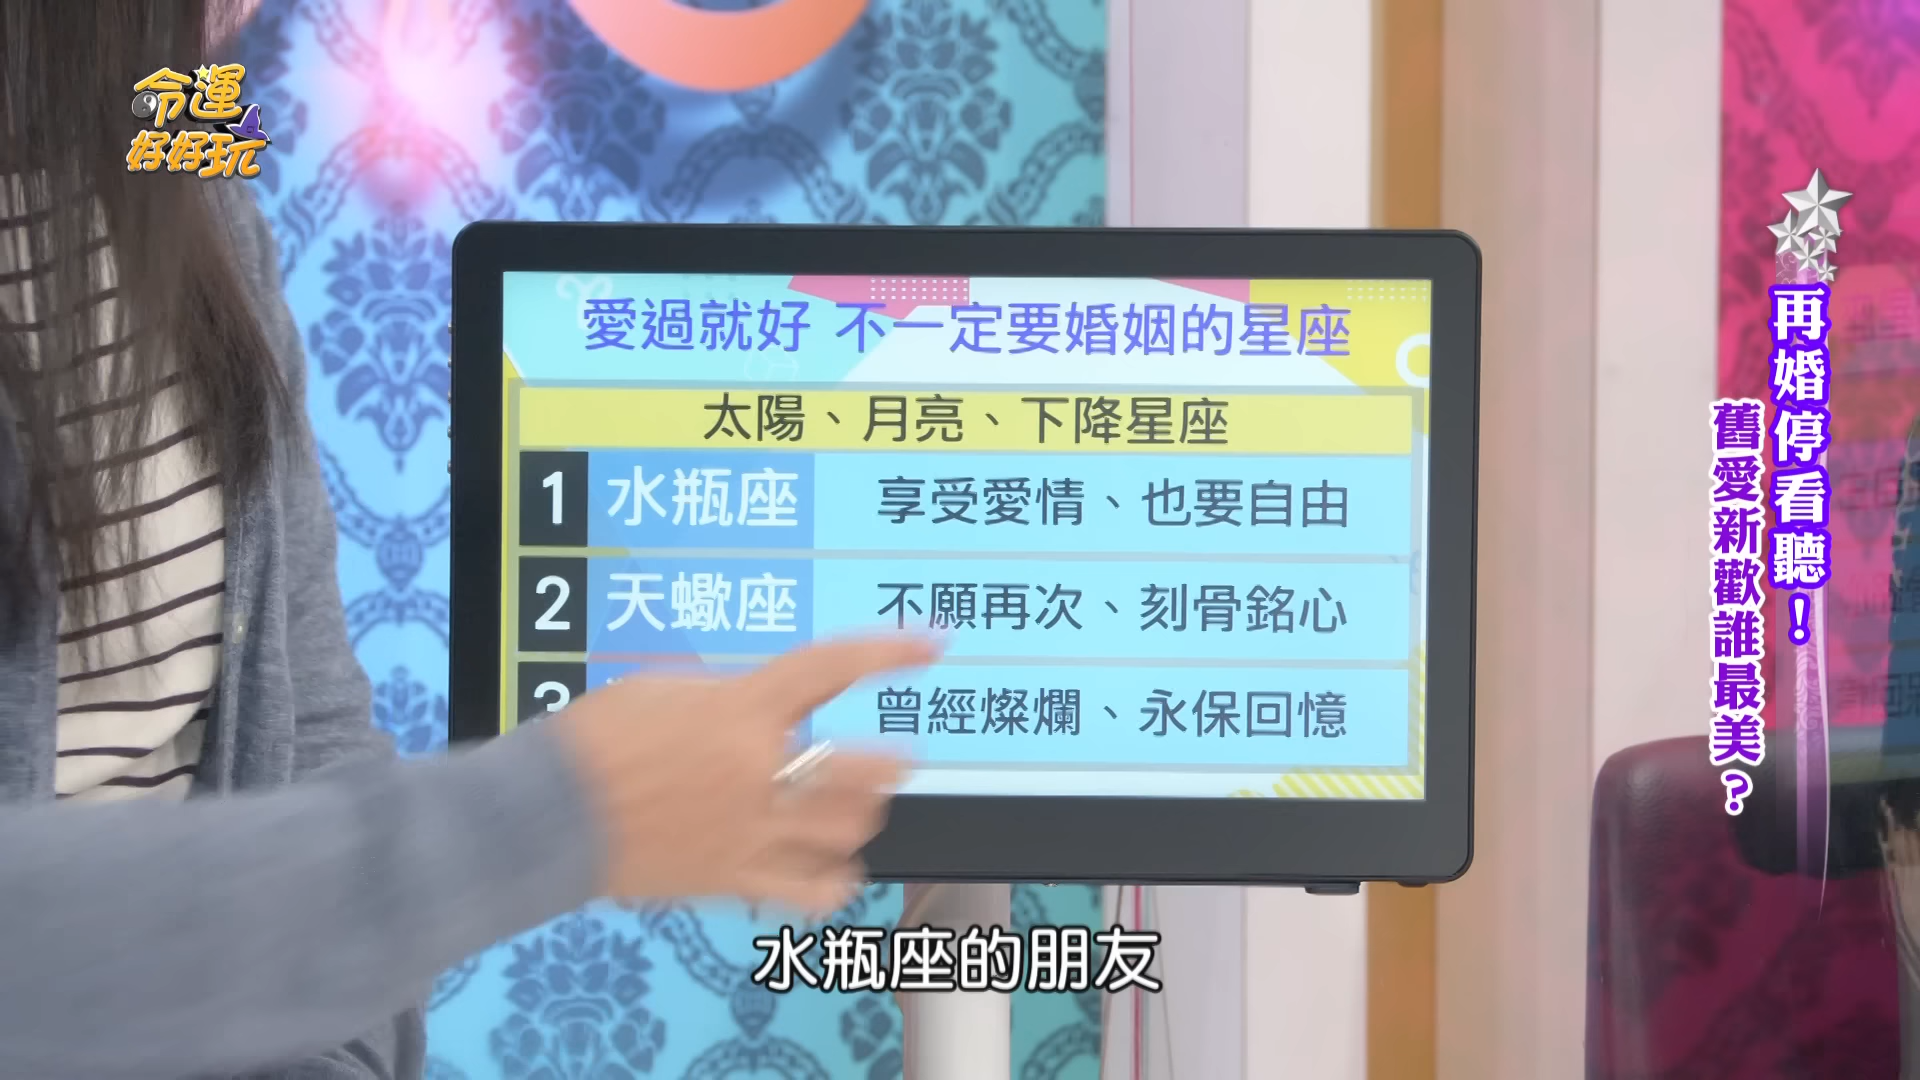 命運
好好玩
愛過就好 不一定要婚姻的星座
太陽、月亮、下降星座
1 水瓶座 享受愛情、也要自由
2 天蠍座 不願再次、刻骨銘心
3 曾經燦爛、永保回憶
再婚停看聽！
舊愛新歡誰最美？
水瓶座的朋友